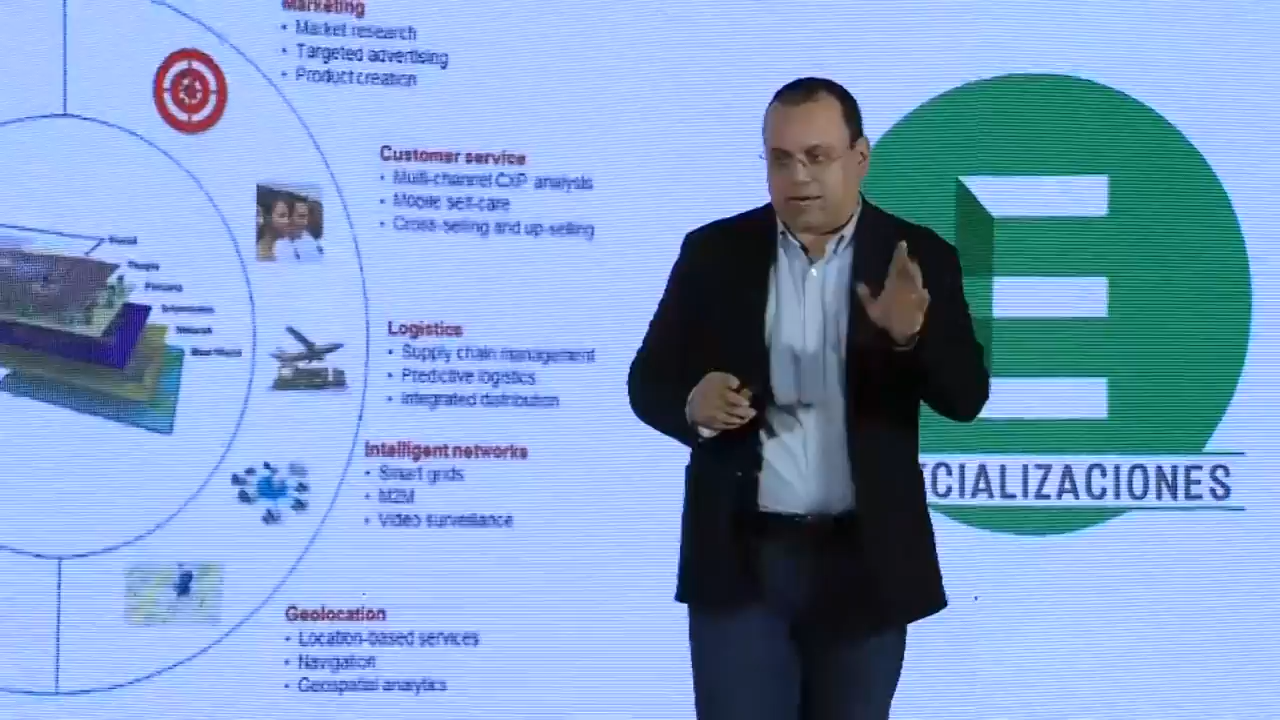 Marketing
• Market research
• Targeted advertising
• Product creation
Customer service
• Multi-channel CxP analysis
• Mobile self-care
• Cross-selling and up-selling
Logistics
• Supply chain management
• Predictive logistics
• Integrated distribution
Intelligent networks
• Smart grids
• M2M
• Video surveillance
Geolocation
• Location-based services
• Navigation
• Geospatial analytics
E
ECIALIZACIONES